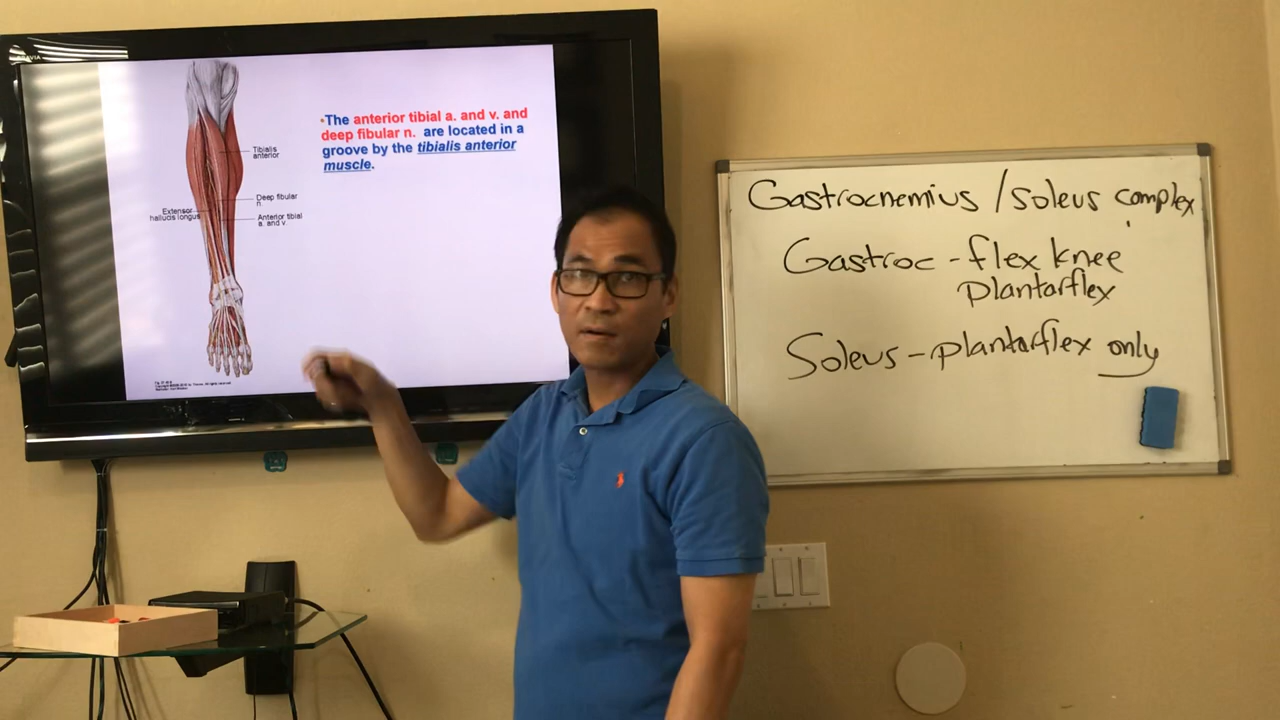 •The anterior tibial a. and v. and
deep fibular n. are located in a
groove by the tibialis anterior
muscle.
Tibialis
anterior
Deep fibular
n.
Extensor
hallucis longus
Anterior tibial
a. and v.
Gastrocnemius / soleus complex
Gastroc - flex knee
plantarflex
Soleus - plantarflex only